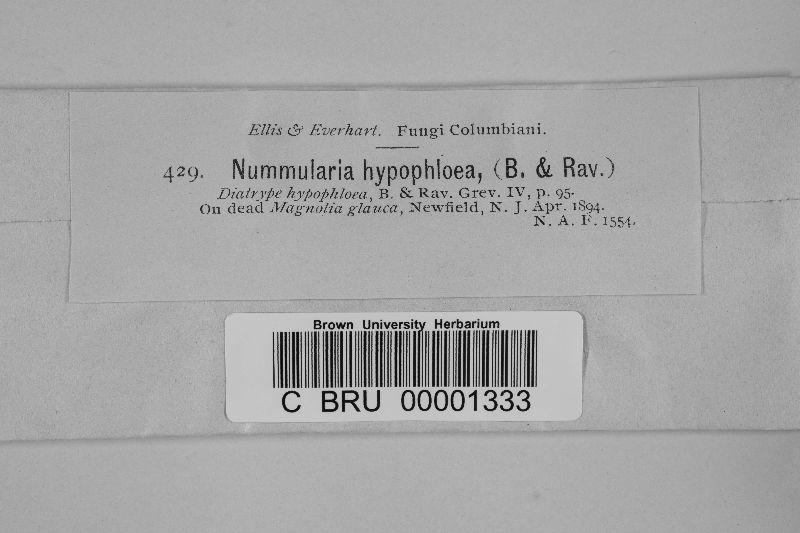 Ellis & Everhart. Fungi Columbiani.
429. Nummularia hypophloea, (B. & Rav.)
Diatrype hypophloea, B. & Rav. Grev. IV, p. 95.
On dead Magnolia glauca, Newfield, N. J. Apr. 1894.
N. A. F. 1554.
Brown University Herbarium
C BRU 00001333